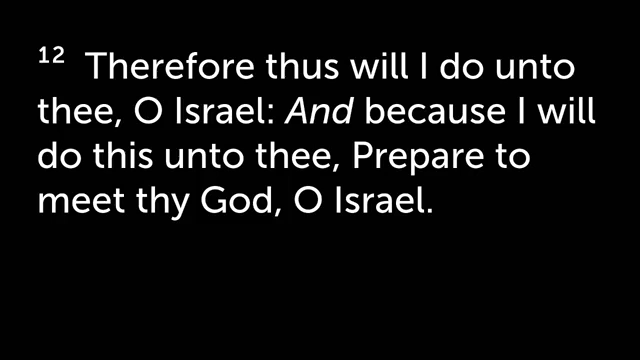 12 Therefore thus will I do unto
thee, O Israel: And because I will
do this unto thee, Prepare to
meet thy God, O Israel.